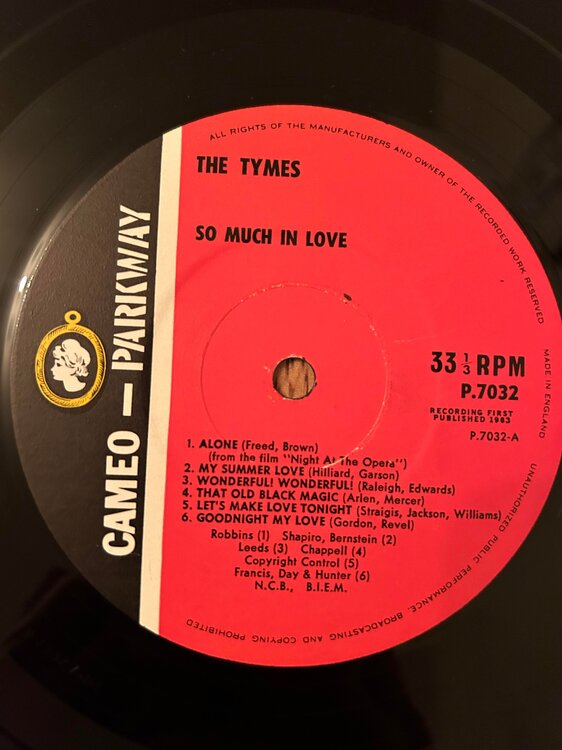 ALL RIGHTS OF THE MANUFACTURERS AND OWNER OF THE RECORDED WORK RESERVED
THE TYMES
SO MUCH IN LOVE
CAMEO – PARKWAY
33 1/3 RPM
P.7032
RECORDING FIRST
PUBLISHED 1963
P.7032-A
MADE IN ENGLAND
1. ALONE (Freed, Brown)
(from the film "Night At The Opera")
2. MY SUMMER LOVE (Hilliard, Garson)
3. WONDERFUL! WONDERFUL! (Raleigh, Edwards)
4. THAT OLD BLACK MAGIC (Arlen, Mercer)
5. LET'S MAKE LOVE TONIGHT (Straigis, Jackson, Williams)
6. GOODNIGHT MY LOVE (Gordon, Revel)
Robbins (1) Shapiro, Bernstein (2)
Leeds (3) Chappell (4)
Copyright Control (5)
Francis, Day & Hunter (6)
N.C.B., B.I.E.M.
UNAUTHORIZED PUBLIC PERFORMANCE, BROADCASTING AND COPYING PROHIBITED